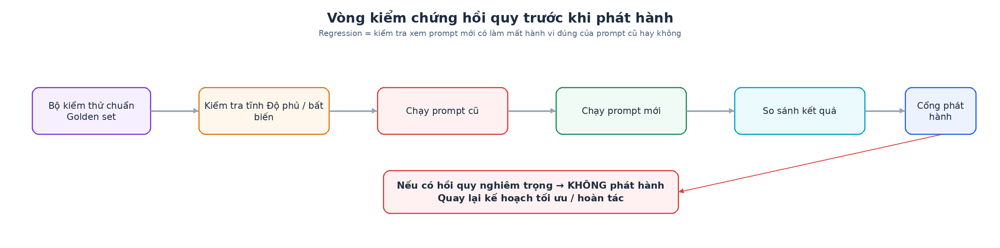 Vòng kiểm chứng hồi quy trước khi phát hành
Regression = kiểm tra xem prompt mới có làm mất hành vi đúng của prompt cũ hay không
Bộ kiểm thử chuẩn
Golden set
Kiểm tra tĩnh Độ phủ / bất
biến
Chạy prompt cũ
Chạy prompt mới
So sánh kết quả
Cổng phát
hành
Nếu có hồi quy nghiêm trọng → KHÔNG phát hành
Quay lại kế hoạch tối ưu / hoàn tác